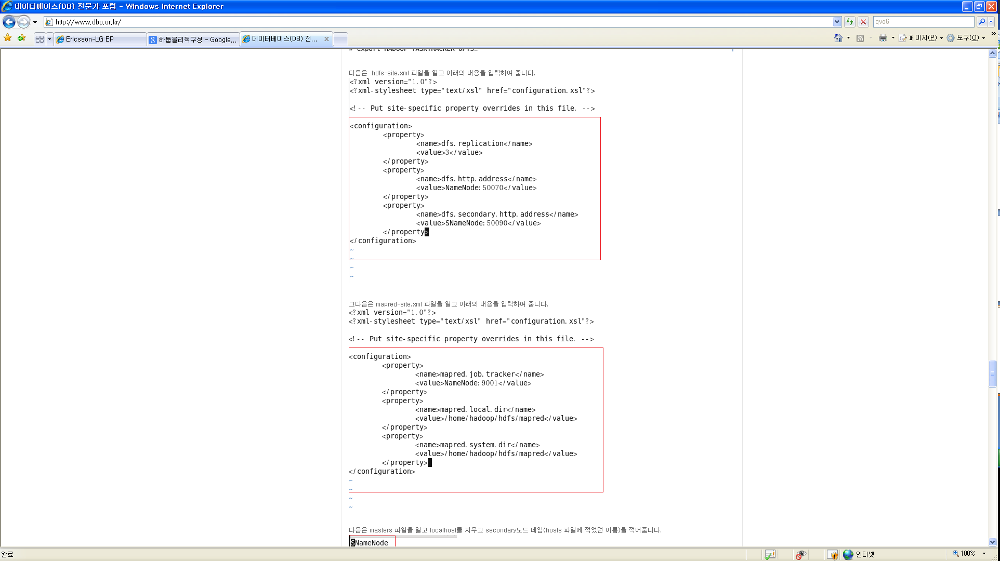 데이터베이스(DB) 전문가 포럼 - Windows Internet Explorer
http://www.dbp.or.kr/
qvo6
Ericsson-LG EP
하둡물리적구성 - Google...
데이터베이스(DB) 전...
페이지(P)
도구(O)
# export HADOOP_TASKTRACKER_OPTS=
다음은 hdfs-site.xml 파일을 열고 아래의 내용을 입력하여 줍니다.
<?xml version="1.0"?>
<?xml-stylesheet type="text/xsl" href="configuration.xsl"?>
<!-- Put site-specific property overrides in this file. -->
<configuration>
<property>
<name>dfs.replication</name>
<value>3</value>
</property>
<property>
<name>dfs.http.address</name>
<value>NameNode:50070</value>
</property>
<property>
<name>dfs.secondary.http.address</name>
<value>SNameNode:50090</value>
</property>
</configuration>
~
~
~
~
그다음은 mapred-site.xml 파일을 열고 아래의 내용을 입력하여 줍니다.
<?xml version="1.0"?>
<?xml-stylesheet type="text/xsl" href="configuration.xsl"?>
<!-- Put site-specific property overrides in this file. -->
<configuration>
<property>
<name>mapred.job.tracker</name>
<value>NameNode:9001</value>
</property>
<property>
<name>mapred.local.dir</name>
<value>/home/hadoop/hdfs/mapred</value>
</property>
<property>
<name>mapred.system.dir</name>
<value>/home/hadoop/hdfs/mapred</value>
</property>
</configuration>
~
~
~
~
다음은 masters 파일을 열고 localhost를 지우고 secondary노드 네임(hosts 파일에 적었던 이름)을 적어줍니다.
SNameNode
완료
인터넷
100%